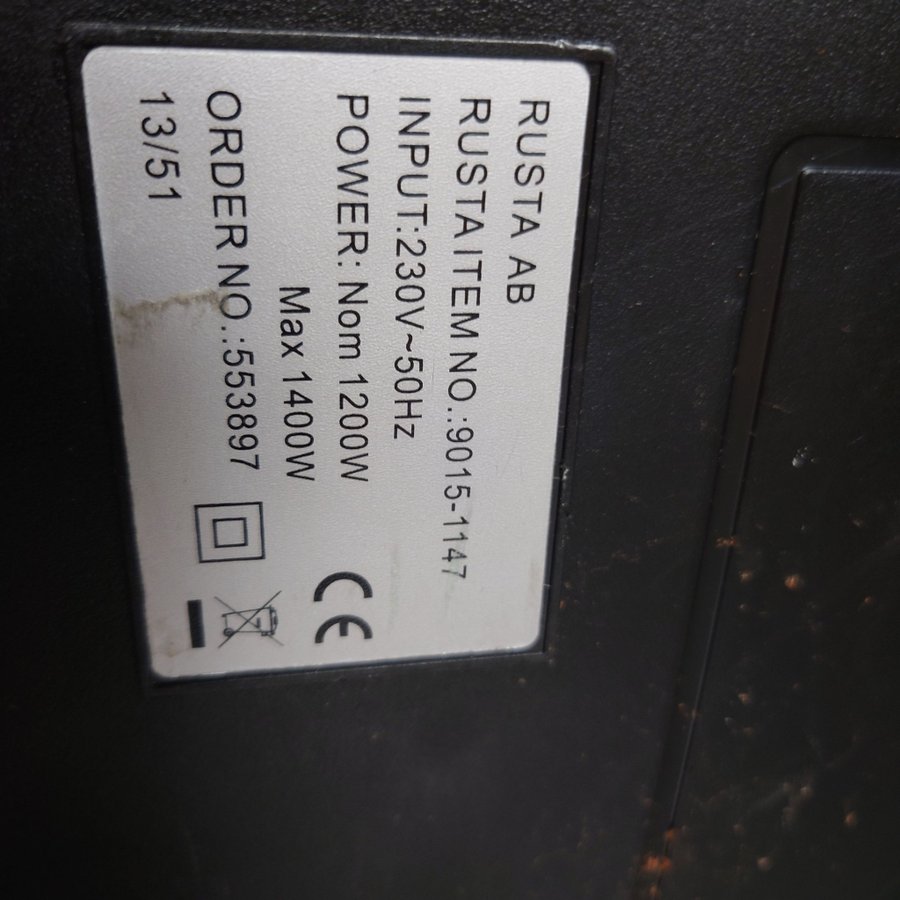 RUSTA AB
RUSTA ITEM NO.:9015-1147
INPUT:230V~50Hz
POWER: Nom 1200W
Max 1400W
ORDER NO.:553897
13/51
CE